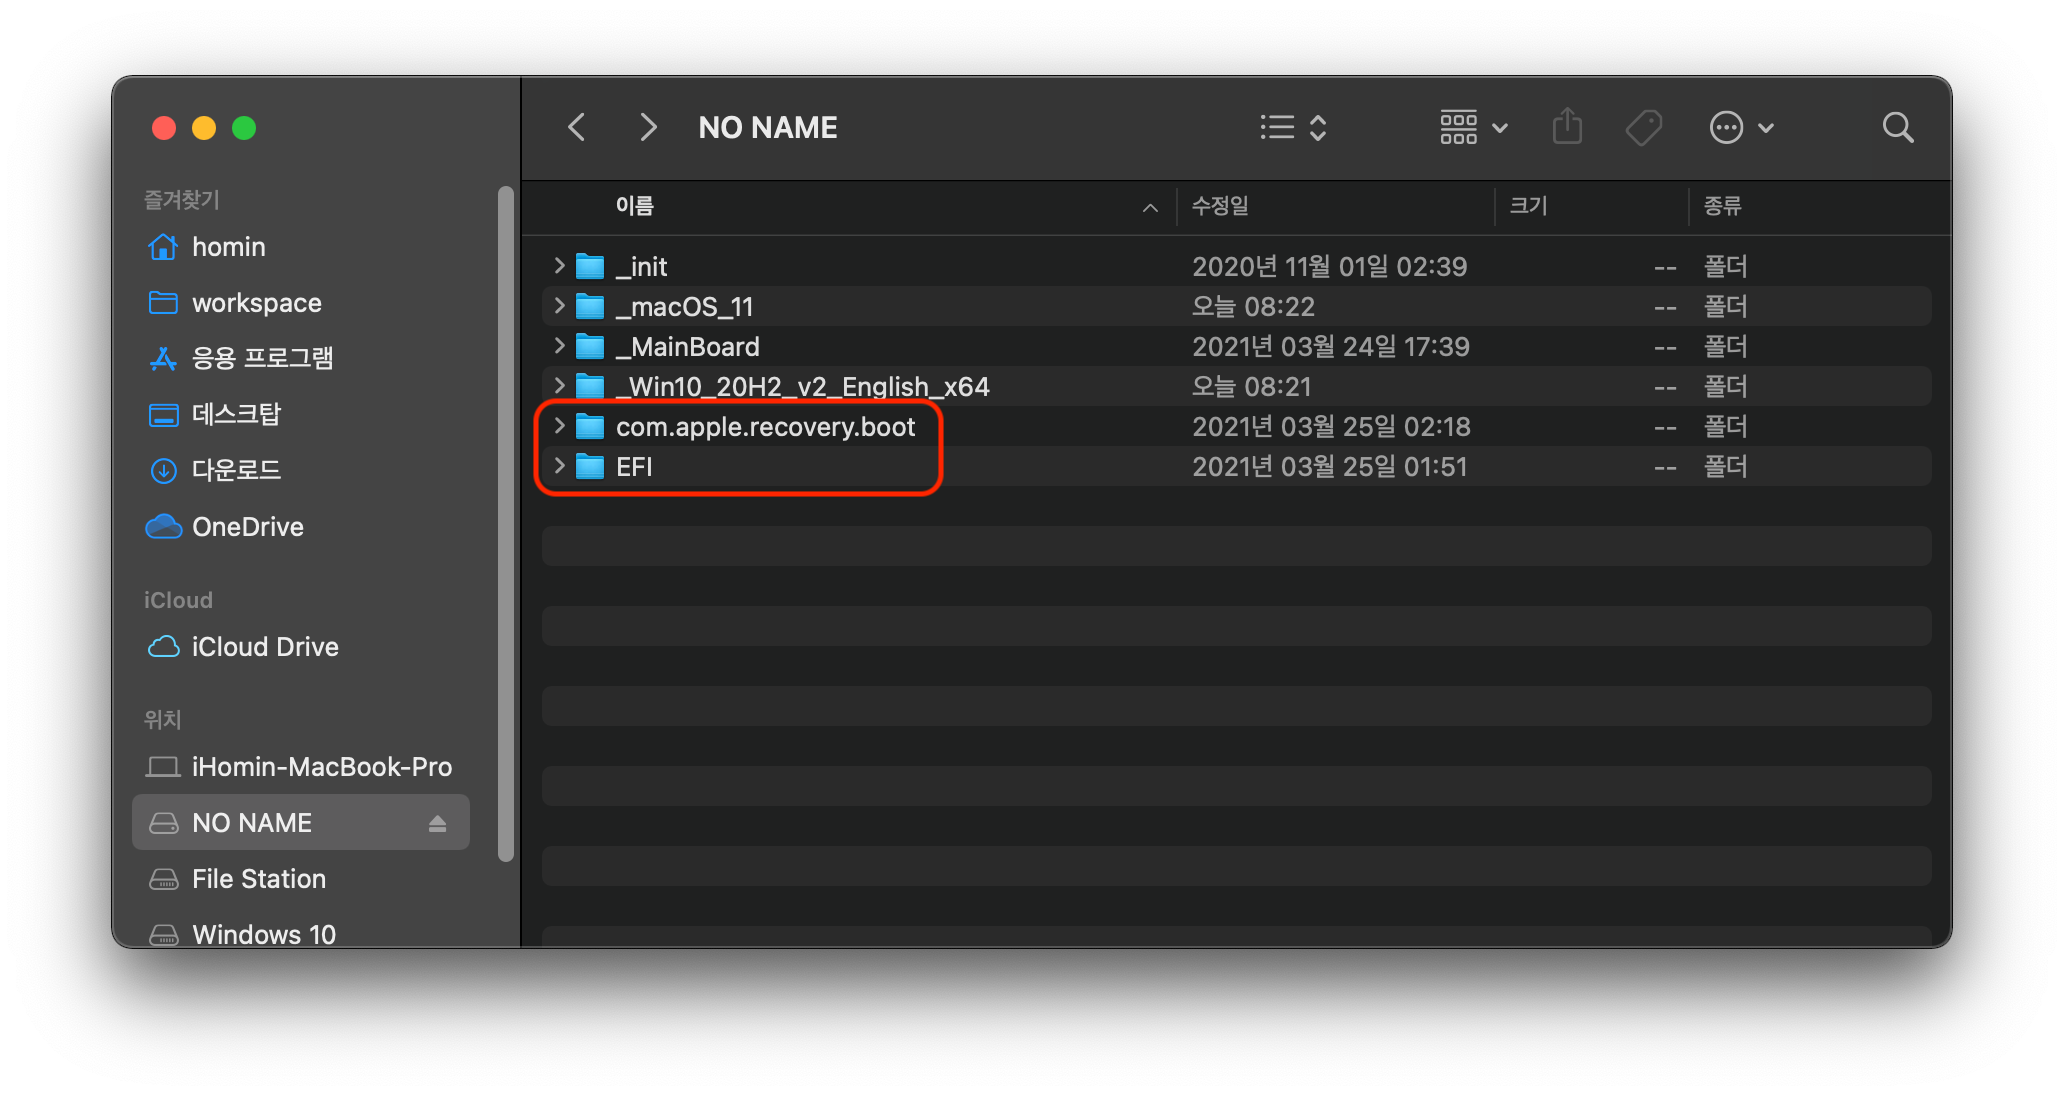 NO NAME
즐겨찾기
homin
workspace
응용 프로그램
데스크탑
다운로드
OneDrive
iCloud
iCloud Drive
위치
iHomin-MacBook-Pro
NO NAME
File Station
Windows 10
이름 수정일 크기 종류
_init 2020년 11월 01일 02:39 -- 폴더
_macOS_11 오늘 08:22 -- 폴더
_MainBoard 2021년 03월 24일 17:39 -- 폴더
_Win10_20H2_v2_English_x64 오늘 08:21 -- 폴더
com.apple.recovery.boot 2021년 03월 25일 02:18 -- 폴더
EFI 2021년 03월 25일 01:51 -- 폴더